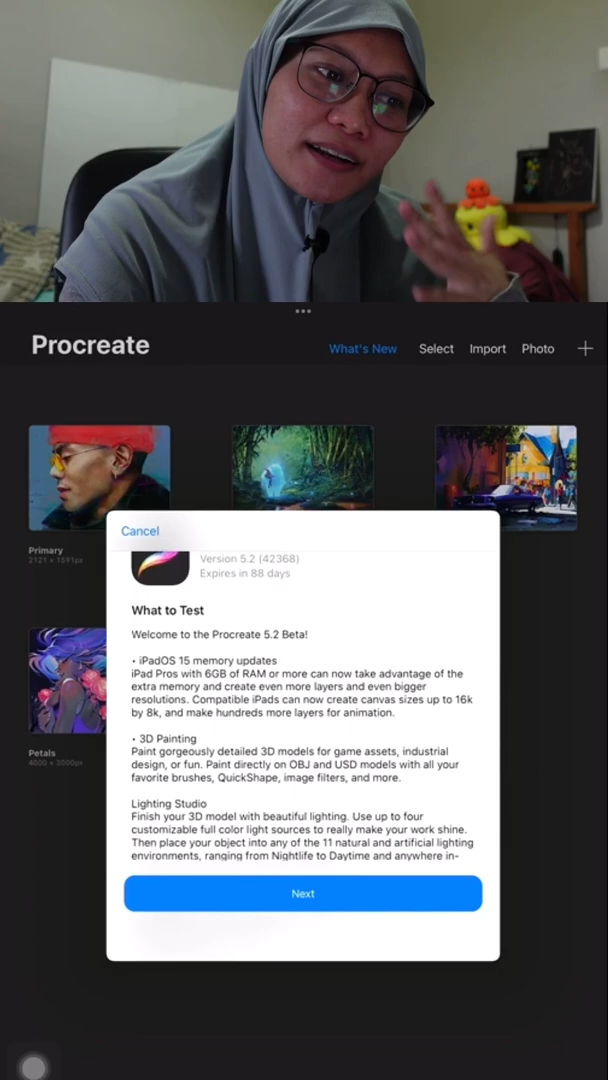 Procreate
What's New
Select
Import
Photo
Cancel
Version 5.2 (42368)
Expires in 88 days
What to Test
Welcome to the Procreate 5.2 Beta!
• iPadOS 15 memory updates
iPad Pros with 6GB of RAM or more can now take advantage of the
extra memory and create even more layers and even bigger
resolutions. Compatible iPads can now create canvas sizes up to 16k
by 8k, and make hundreds more layers for animation.
• 3D Painting
Paint gorgeously detailed 3D models for game assets, industrial
design, or fun. Paint directly on OBJ and USD models with all your
favorite brushes, QuickShape, image filters, and more.
Lighting Studio
Finish your 3D model with beautiful lighting. Use up to four
customizable full color light sources to really make your work shine.
Then place your object into any of the 11 natural and artificial lighting
environments, ranging from Nightlife to Daytime and anywhere in-
Next
Primary
2121 × 1591px
Petals
4000 × 3000px